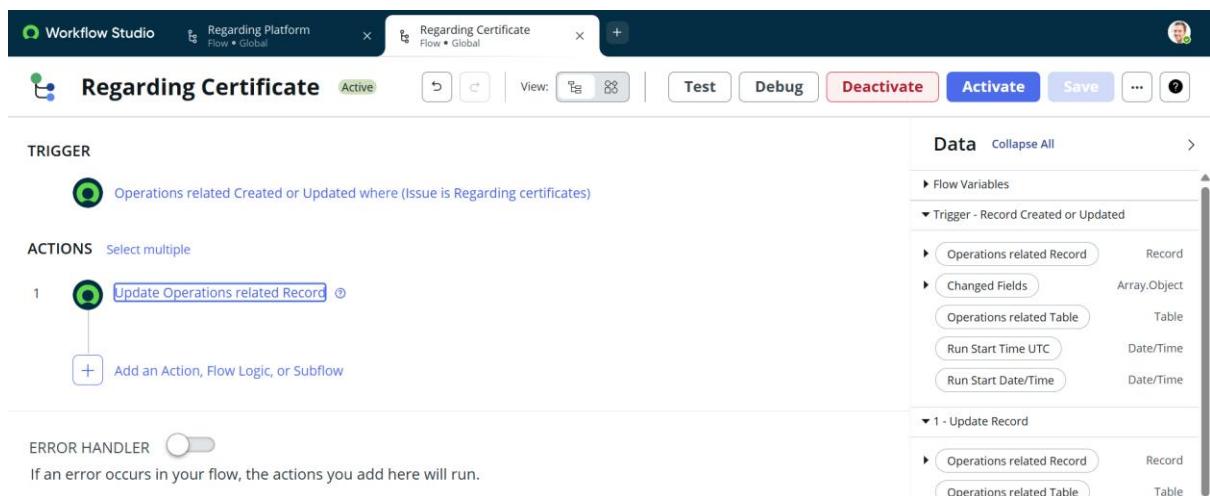 Workflow Studio
Regarding Platform
Flow • Global
Regarding Certificate
Flow • Global
Regarding Certificate Active View: Test Debug Deactivate Activate Save
TRIGGER
Operations related Created or Updated where (Issue is Regarding certificates)
ACTIONS Select multiple
1 Update Operations related Record
Add an Action, Flow Logic, or Subflow
ERROR HANDLER
If an error occurs in your flow, the actions you add here will run.
Data Collapse All
Flow Variables
Trigger - Record Created or Updated
Operations related Record Record
Changed Fields Array.Object
Operations related Table Table
Run Start Time UTC Date/Time
Run Start Date/Time Date/Time
1 - Update Record
Operations related Record Record
Operations related Table Table